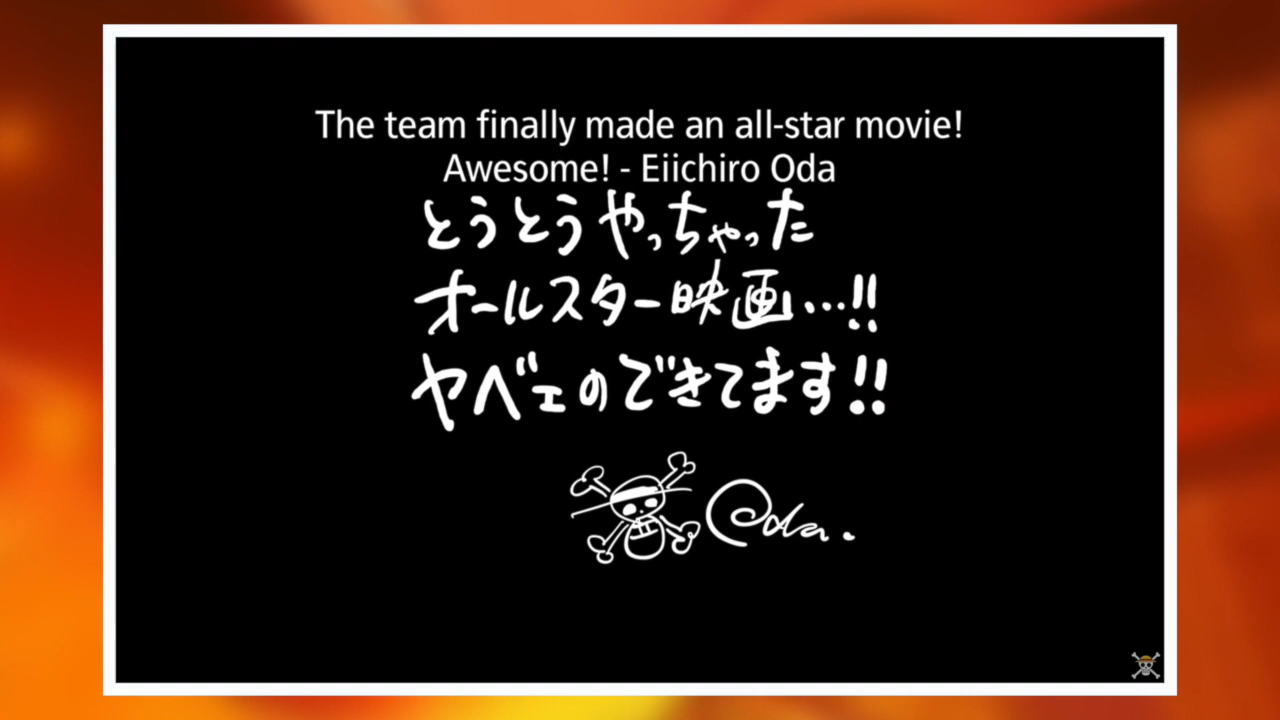 The team finally made an all-star movie!
Awesome! - Eiichiro Oda
とうとうやっちゃった
オールスター映画…!!
ヤベェのできてます!!
Oda.